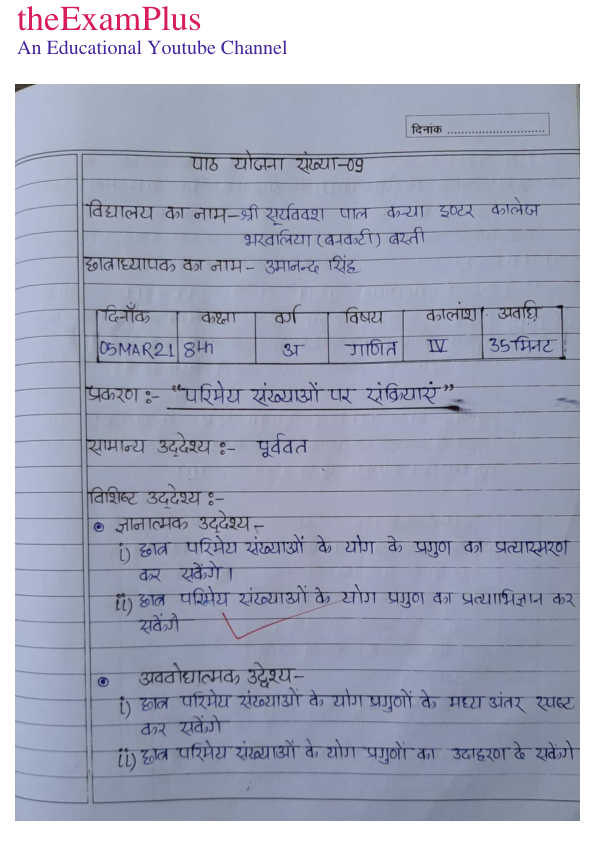 theExamPlus
An Educational Youtube Channel
दिनांक ..............................
पाठ योजना संख्या-09
विद्यालय का नाम- श्री सूर्यवंश पाल कन्या इण्टर कालेज
भरवलिया (बनकटी) बस्ती
छात्राध्यापक का नाम- उमानन्द सिंह
दिनाँक कक्षा वर्ग विषय कालांश अवधि
05MAR21 8th अ गणित IV 35 मिनट
प्रकरण :- “परिमेय संख्याओं पर संक्रियाएं”
सामान्य उद्देश्य :- पूर्ववत
विशिष्ट उद्देश्य :-
ज्ञानात्मक उद्देश्य -
i) छात्र परिमेय संख्याओं के योग के प्रगुण का प्रत्यास्मरण
कर सकेंगे।
ii) छात्र परिमेय संख्याओं के योग प्रगुण का प्रत्याभिज्ञान कर
सकेंगे
अवबोधात्मक उद्देश्य-
i) छात्र परिमेय संख्याओं के योग प्रगुणों के मध्य अंतर स्पष्ट
कर सकेंगे
ii) छात्र परिमेय संख्याओं के योग प्रगुणों का उदाहरण दे सकेंगे